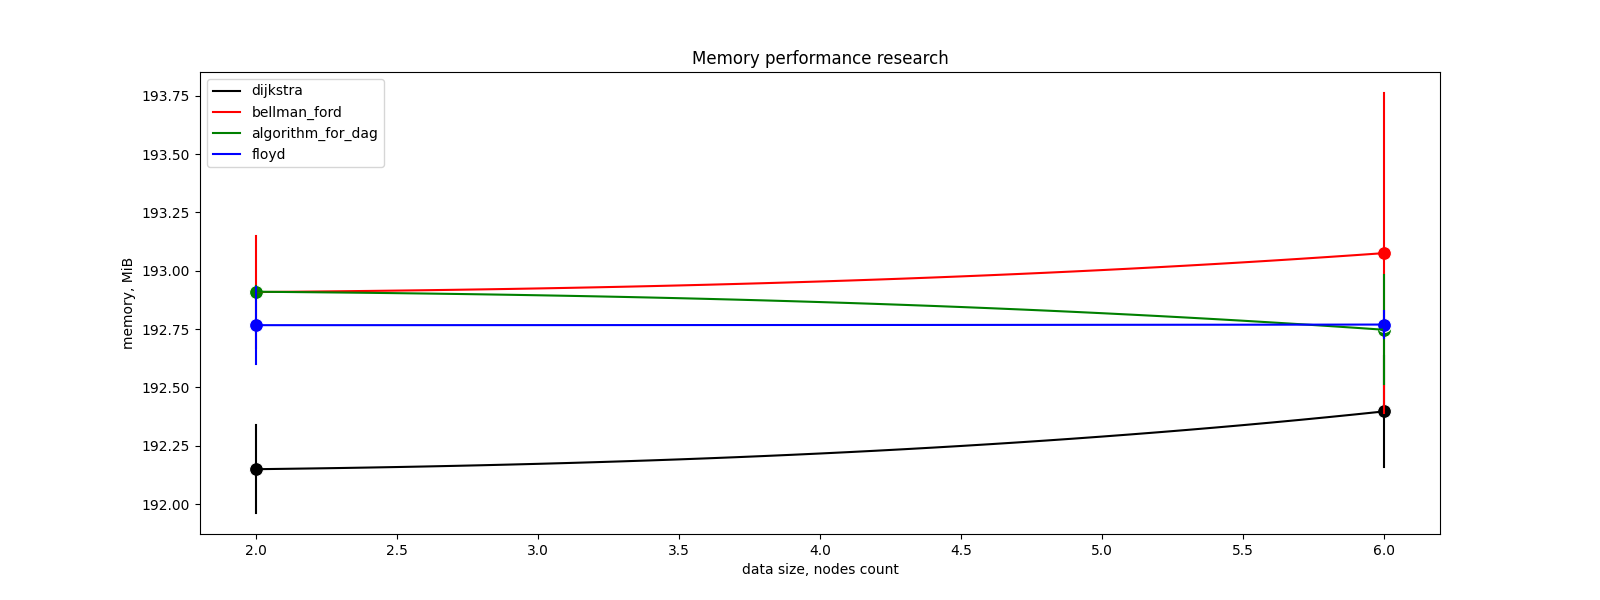 Memory performance research
dijkstra
bellman_ford
algorithm_for_dag
floyd
193.75
193.50
193.25
193.00
192.75
192.50
192.25
192.00
memory, MiB
2.0 2.5 3.0 3.5 4.0 4.5 5.0 5.5 6.0
data size, nodes count